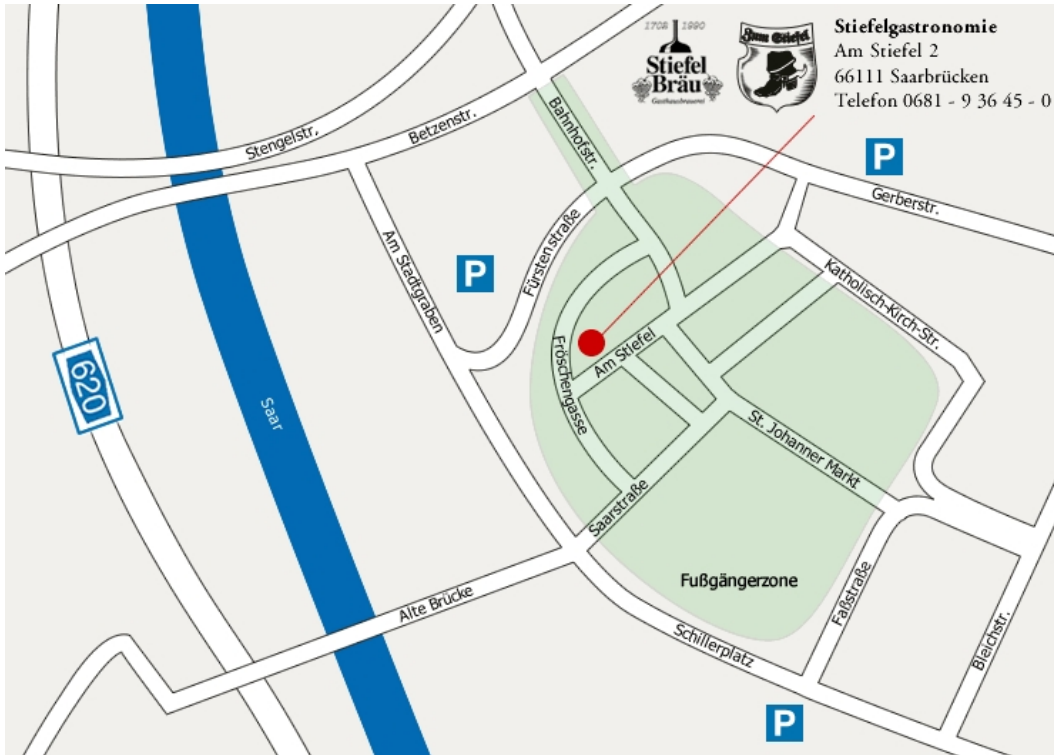 1702 1990
Stiefel
Bräu
Gasthausbrauerei
Zum Stiefel
Stiefelgastronomie
Am Stiefel 2
66111 Saarbrücken
Telefon 0681 - 9 36 45 - 0
Bahnhofstr.
Betzenstr.
Stengelstr.
P
Gerberstr.
Fürstenstraße
Am Stadtgraben
P
Katholisch-Kirch-Str.
Am Stiefel
Fröschengasse
620
Saar
St. Johanner Markt
Saarstraße
Fußgängerzone
Alte Brücke
Faßstraße
Schillerplatz
Bleichstr.
P